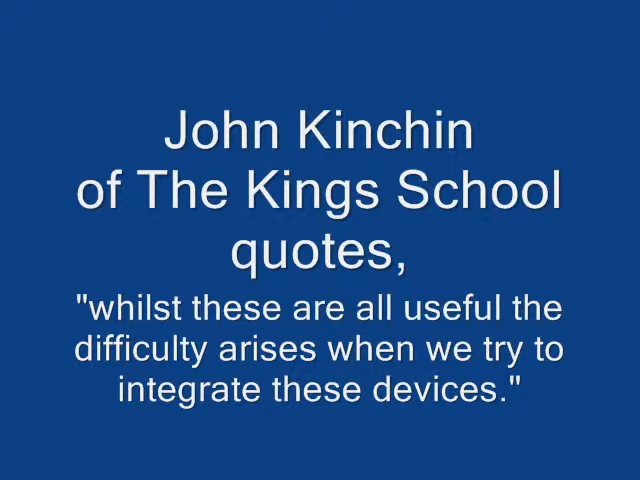 John Kinchin
of The Kings School
quotes,
"whilst these are all useful the
difficulty arises when we try to
integrate these devices."